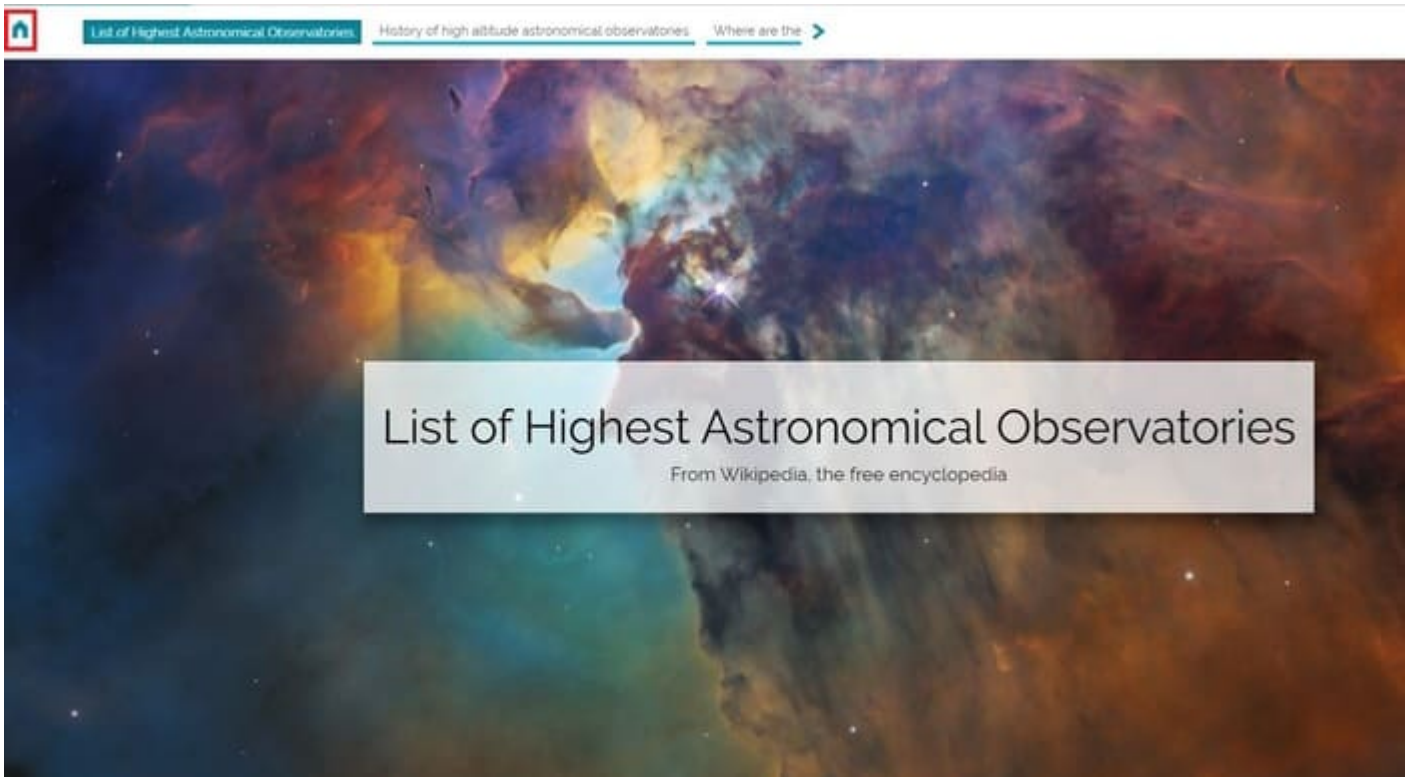 List of Highest Astronomical Observatories
History of high altitude astronomical observatories
Where are the
List of Highest Astronomical Observatories
From Wikipedia, the free encyclopedia